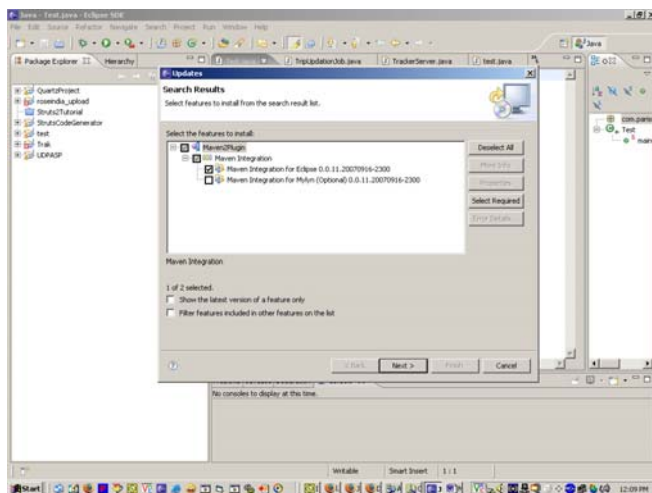 Java - Test.java - Eclipse SDK
File Edit Source Refactor Navigate Search Project Run Window Help
Java
Package Explorer
Hierarchy
TripUpdationJob.java
TrackerServer.java
test.java
QuartzProject
roseindia_upload
Struts2Tutorial
StrutsCodeGenerator
test
Trak
UDPASP
Updates
Search Results
Select features to install from the search result list.
Select the features to install:
Maven2Plugin
Maven Integration
Maven Integration for Eclipse 0.0.11.20070916-2300
Maven Integration for Mylyn (Optional) 0.0.11.20070916-2300
Deselect All
More Info
Properties
Select Required
Error Details...
Maven Integration
1 of 2 selected.
Show the latest version of a feature only
Filter features included in other features on the list
< Back
Next >
Finish
Cancel
Test
main
No consoles to display at this time.
Writable
Smart Insert
1 : 1
Start
12:09 PM